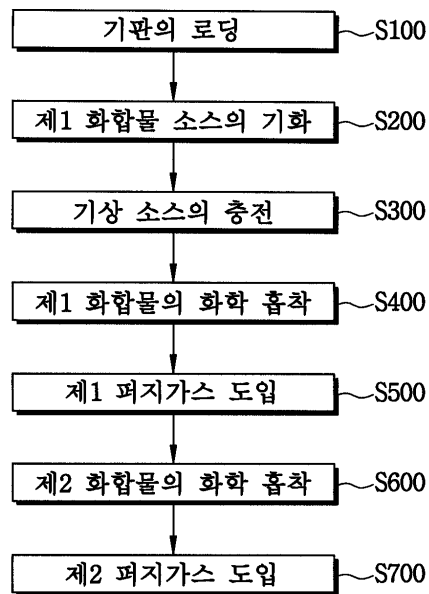 기판의 로딩 S100
제1 화합물 소스의 기화 S200
기상 소스의 충전 S300
제1 화합물의 화학 흡착 S400
제1 퍼지가스 도입 S500
제2 화합물의 화학 흡착 S600
제2 퍼지가스 도입 S700